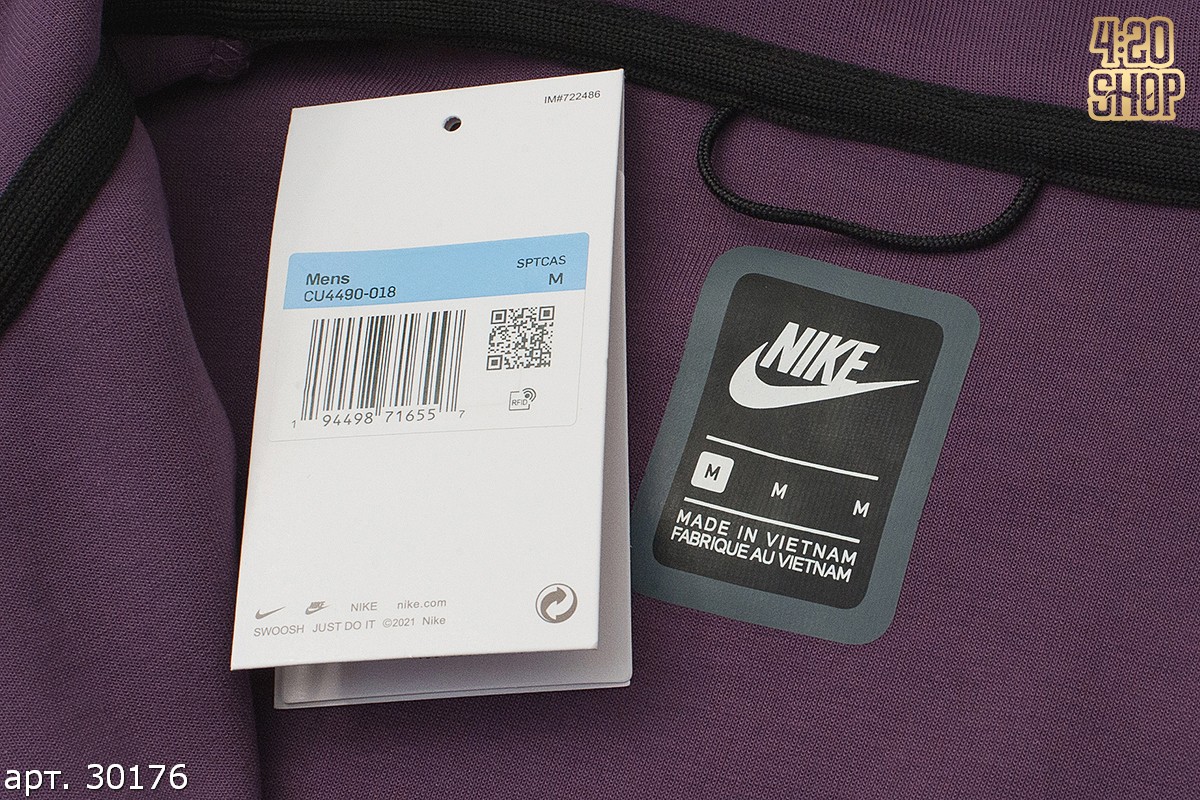 4:20
SHOP
IM#722486
Mens
SPTCAS
CU4490-018
M
RFID
1 94498 71655 7
NIKE nike.com
SWOOSH JUST DO IT ©2021 Nike
NIKE
M M M
MADE IN VIETNAM
FABRIQUE AU VIETNAM
арт. 30176